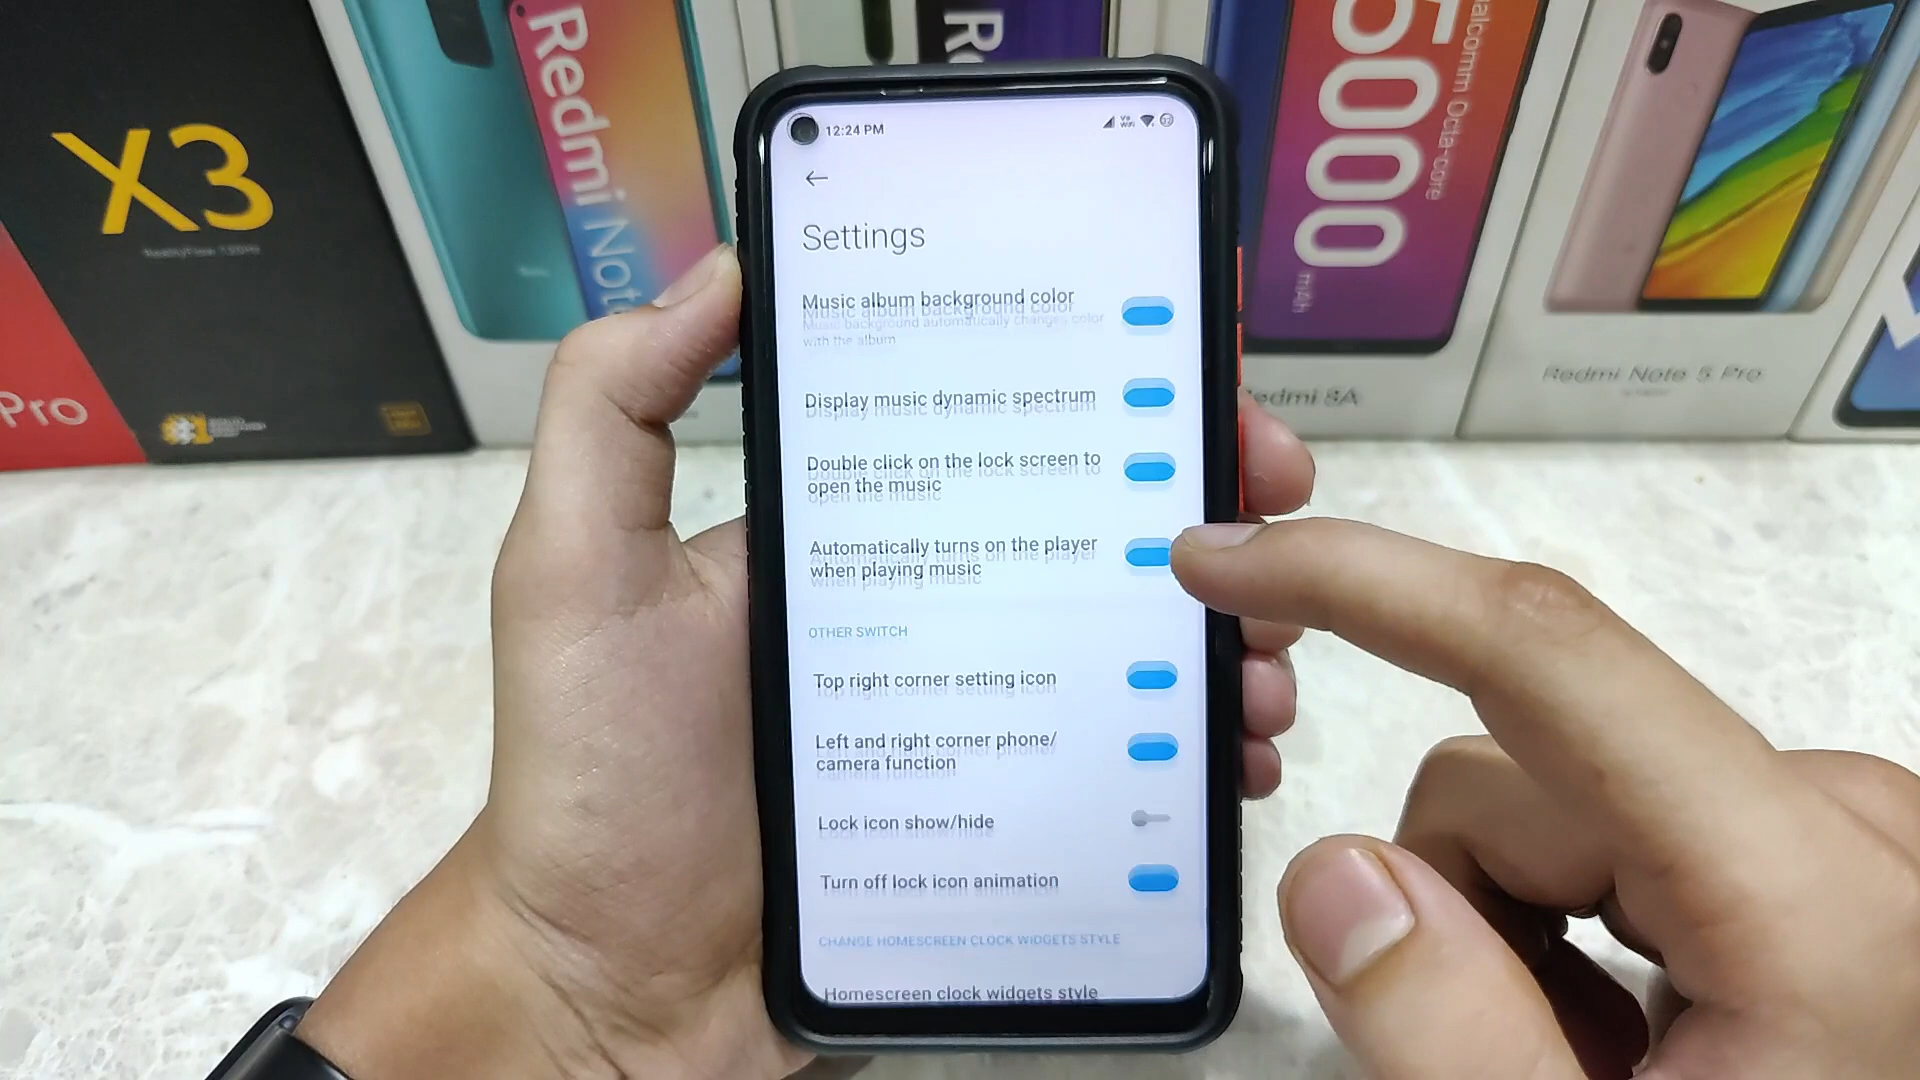 X3
Pro
Redmi Note
R
5000
mAh
Qualcomm Octa-core
Redmi Note 5 Pro
Redmi 8A
#1
12:24 PM
Settings
Music album background color
Music background automatically changes color
with the album
Display music dynamic spectrum
Double click on the lock screen to
open the music
Automatically turns on the player
when playing music
OTHER SWITCH
Top right corner setting icon
Left and right corner phone/
camera function
Lock icon show/hide
Turn off lock icon animation
CHANGE HOMESCREEN CLOCK WIDGETS STYLE
Homescreen clock widgets style